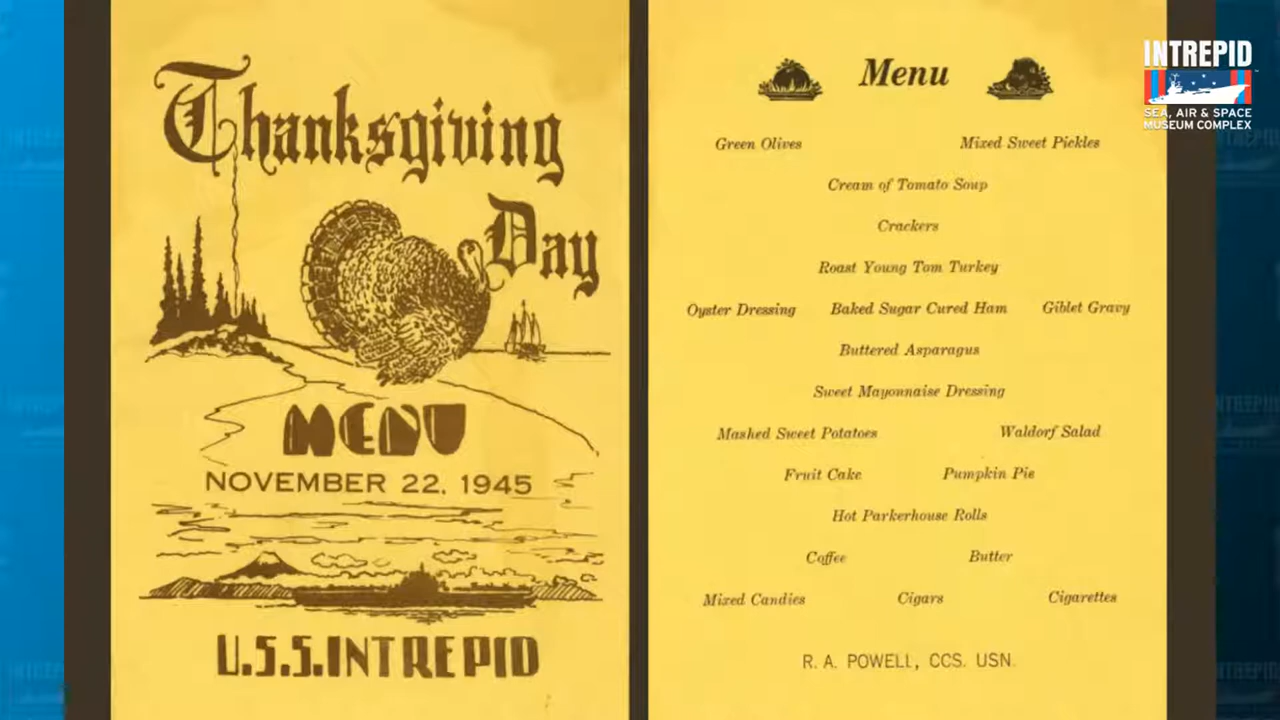 Thanksgiving
Day
MENU
NOVEMBER 22, 1945
U.S.S. INTREPID
Menu
Green Olives Mixed Sweet Pickles
Cream of Tomato Soup
Crackers
Roast Young Tom Turkey
Oyster Dressing Baked Sugar Cured Ham Giblet Gravy
Buttered Asparagus
Sweet Mayonnaise Dressing
Mashed Sweet Potatoes Waldorf Salad
Fruit Cake Pumpkin Pie
Hot Parkerhouse Rolls
Coffee Butter
Mixed Candies Cigars Cigarettes
R. A. POWELL, CCS. USN.
INTREPID
SEA, AIR & SPACE
MUSEUM COMPLEX